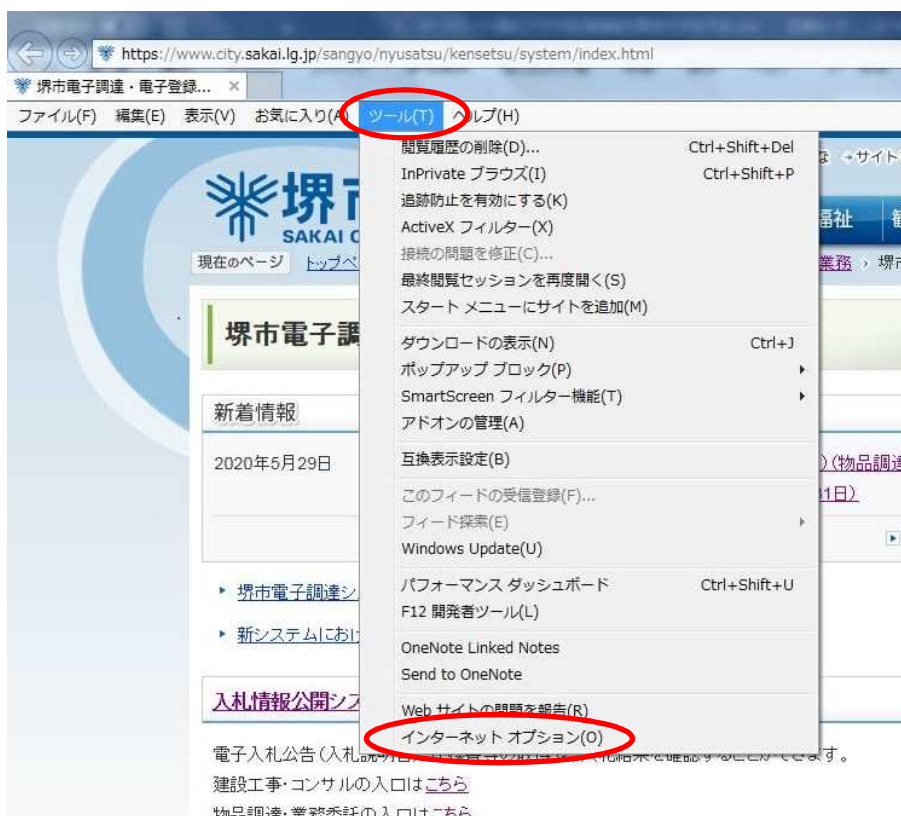 https://www.city.sakai.lg.jp/sangyo/nyusatsu/kensetsu/system/index.html
堺市電子調達・電子登録... ×
ファイル(F) 編集(E) 表示(V) お気に入り(A) ツール(T) ヘルプ(H)
閲覧履歴の削除(D)... Ctrl+Shift+Del
InPrivate ブラウズ(I) Ctrl+Shift+P
追跡防止を有効にする(K)
ActiveX フィルター(X)
接続の問題を修正(C)...
最終閲覧セッションを再度開く(S)
スタート メニューにサイトを追加(M)
ダウンロードの表示(N) Ctrl+J
ポップアップ ブロック(P)
SmartScreen フィルター機能(T)
アドオンの管理(A)
互換表示設定(B)
このフィードの受信登録(F)...
フィード探索(E)
Windows Update(U)
パフォーマンス ダッシュボード Ctrl+Shift+U
F12 開発者ツール(L)
OneNote Linked Notes
Send to OneNote
Web サイトの問題を報告(R)
インターネット オプション(O)
サイト
堺市
SAKAI C
福祉
現在のページ トップペ
業務 > 堺市
堺市電子調
新着情報
2020年5月29日
)(物品調達
31日)
堺市電子調達シ
新システムにおけ
入札情報公開シス
電子入札公告(入札説明
確認することができます。
建設工事・コンサルの入口はこちら
物品調達・業務委託の入口はこちら